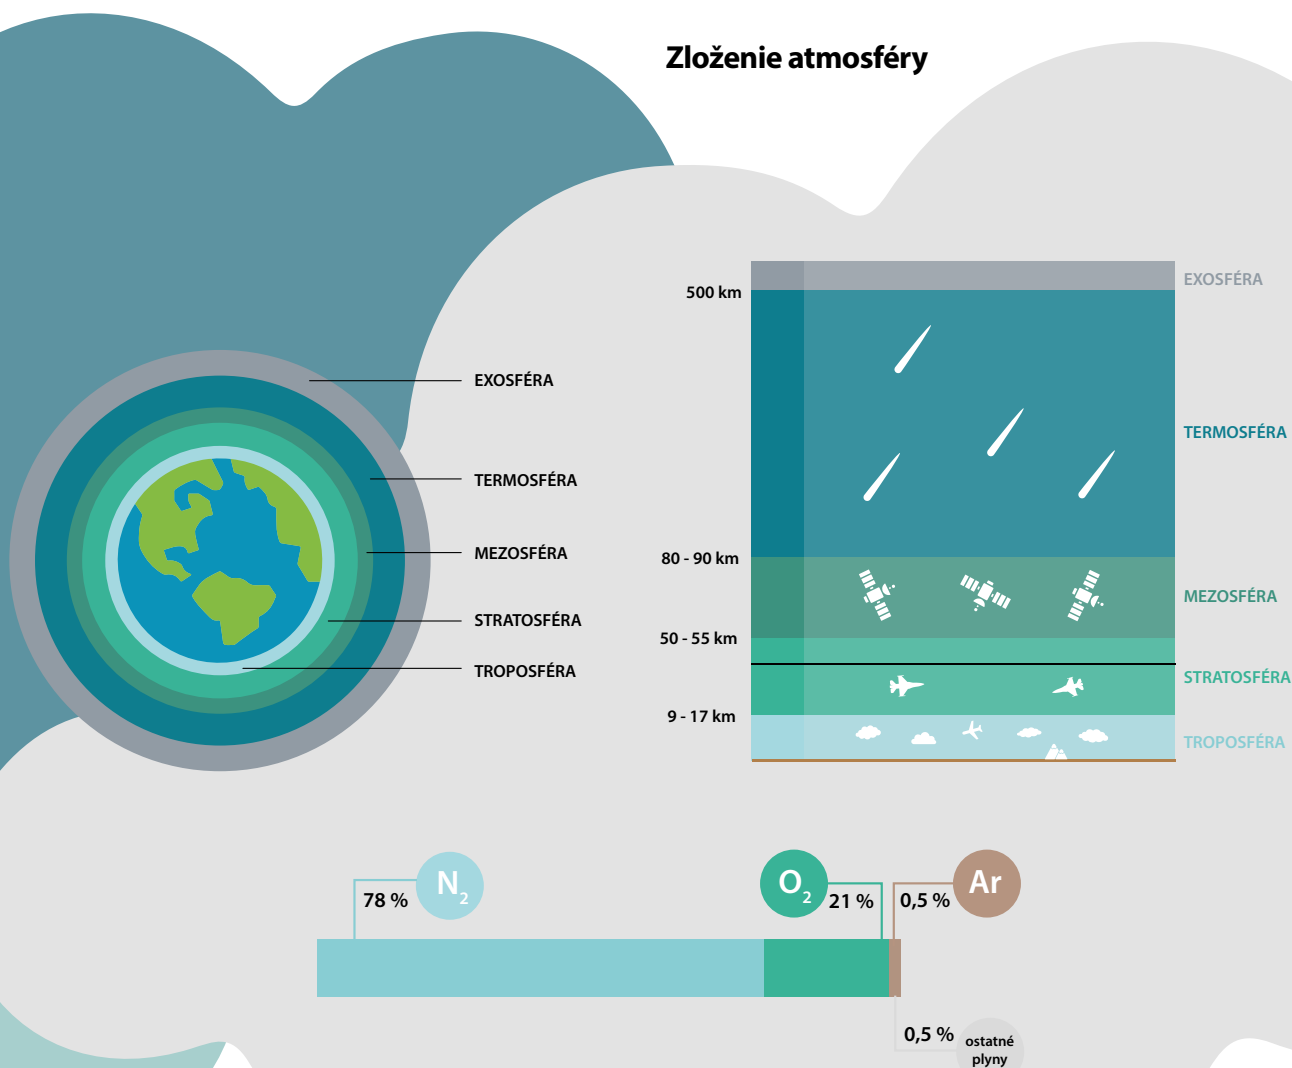 Zloženie atmosféry
EXOSFÉRA
TERMOSFÉRA
MEZOSFÉRA
STRATOSFÉRA
TROPOSFÉRA
500 km
80 - 90 km
50 - 55 km
9 - 17 km
EXOSFÉRA
TERMOSFÉRA
MEZOSFÉRA
STRATOSFÉRA
TROPOSFÉRA
78 %
N2
O2
21 %
0,5 %
Ar
0,5 %
ostatné
plyny